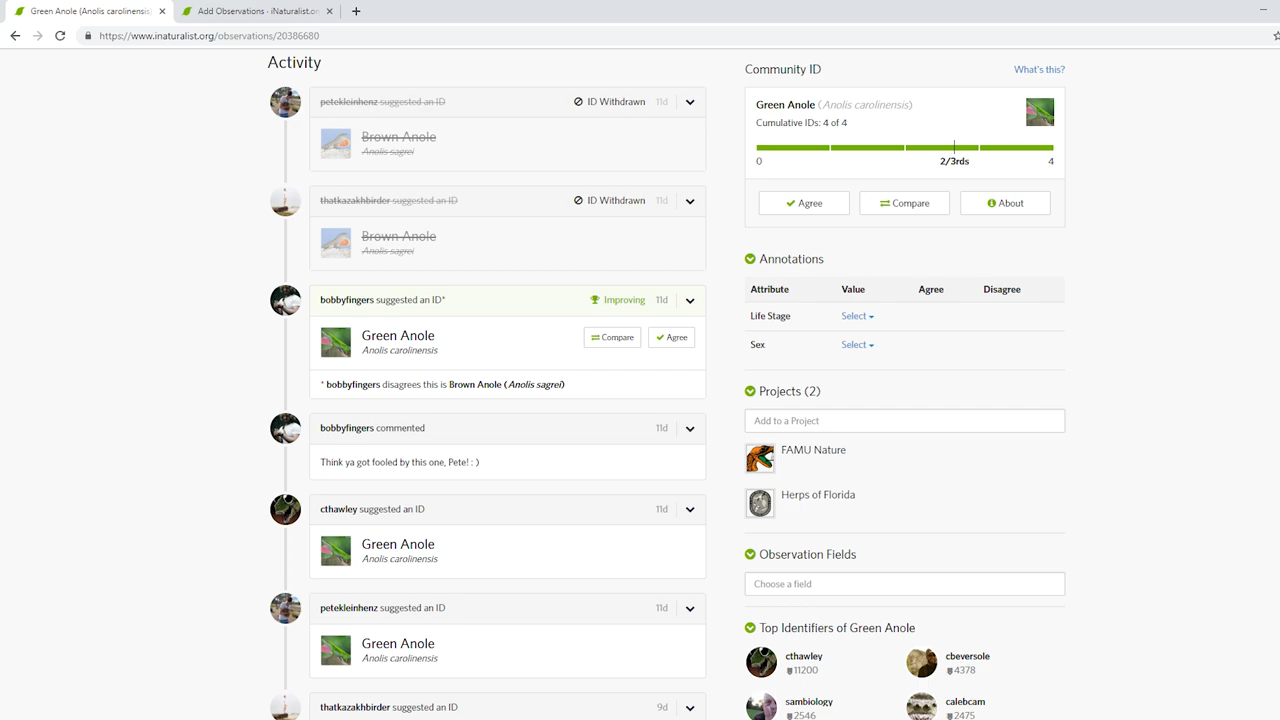 Green Anole (Anolis carolinensis)
Add Observations · iNaturalist.or
https://www.inaturalist.org/observations/20386680
Activity
petekleinhenz suggested an ID
ID Withdrawn
11d
Brown Anole
Anolis sagrei
thatkazakhbirder suggested an ID
ID Withdrawn
11d
Brown Anole
Anolis sagrei
bobbyfingers suggested an ID*
Improving
11d
Green Anole
Anolis carolinensis
Compare
Agree
* bobbyfingers disagrees this is Brown Anole (Anolis sagrei)
bobbyfingers commented
11d
Think ya got fooled by this one, Pete! : )
cthawley suggested an ID
11d
Green Anole
Anolis carolinensis
petekleinhenz suggested an ID
11d
Green Anole
Anolis carolinensis
thatkazakhbirder suggested an ID
9d
Community ID
What's this?
Green Anole (Anolis carolinensis)
Cumulative IDs: 4 of 4
0
2/3rds
4
Agree
Compare
About
Annotations
Attribute Value Agree Disagree
Life Stage Select
Sex Select
Projects (2)
Add to a Project
FAMU Nature
Herps of Florida
Observation Fields
Choose a field
Top Identifiers of Green Anole
cthawley
11200
cbeversole
4378
sambiology
2546
calebcam
2475